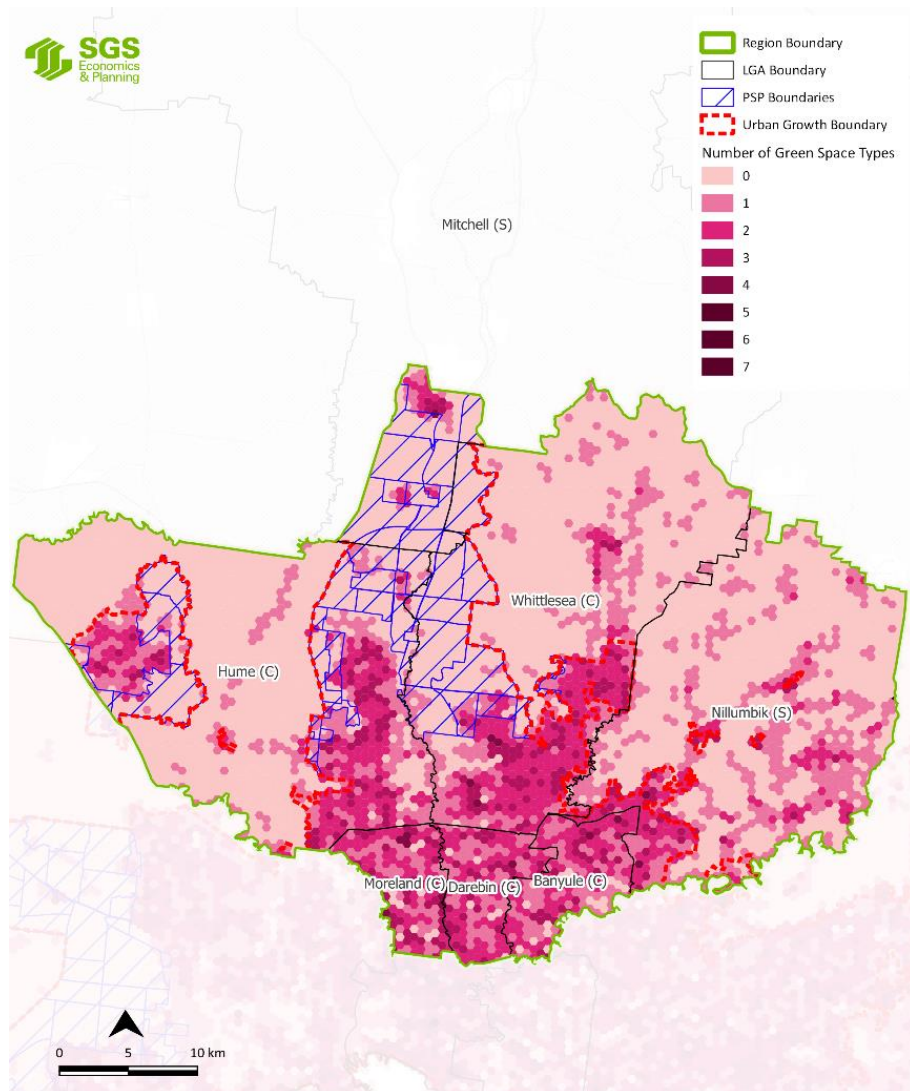 SGS
Economics
& Planning
Region Boundary
LGA Boundary
PSP Boundaries
Urban Growth Boundary
Number of Green Space Types
0
1
2
3
4
5
6
7
Mitchell (S)
Whittlesea (C)
Hume (C)
Nillumbik (S)
Moreland (C)
Darebin (C)
Banyule (C)
0 5 10 km